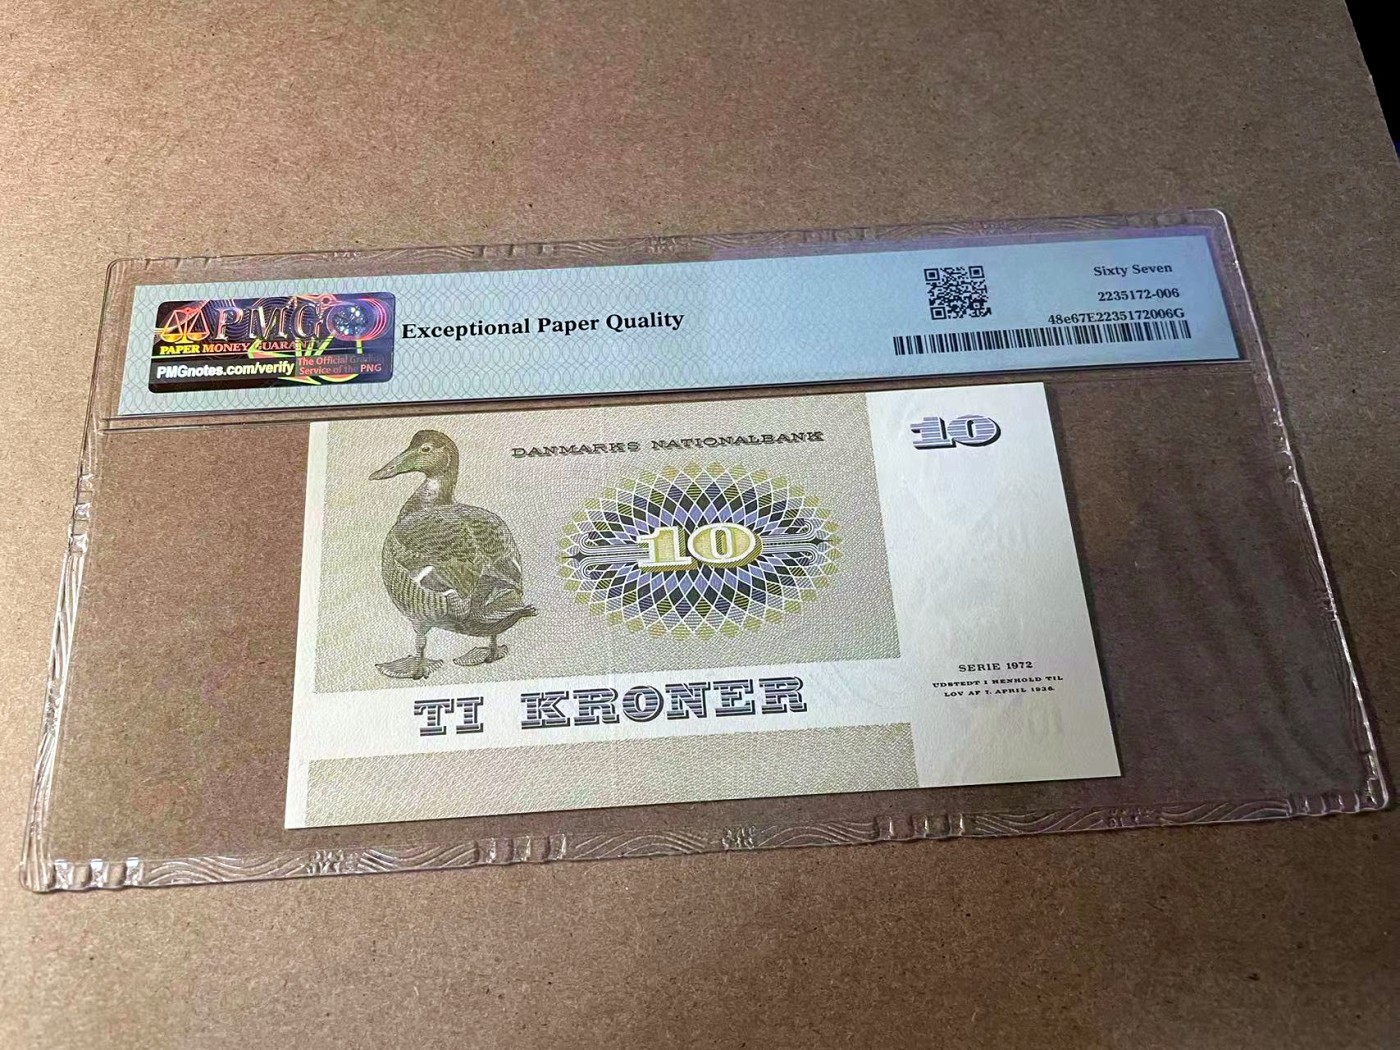 PMG
PAPER MONEY GUARANTY
PMGnotes.com/verify
The Official Grading
Service of the PNG
Exceptional Paper Quality
Sixty Seven
2235172-006
48e67E2235172006G
DANMARKS NATIONALBANK
10
10
SERIE 1972
UDSTEDT I HENHOLD TIL
LOV AF 7. APRIL 1936
TI KRONER